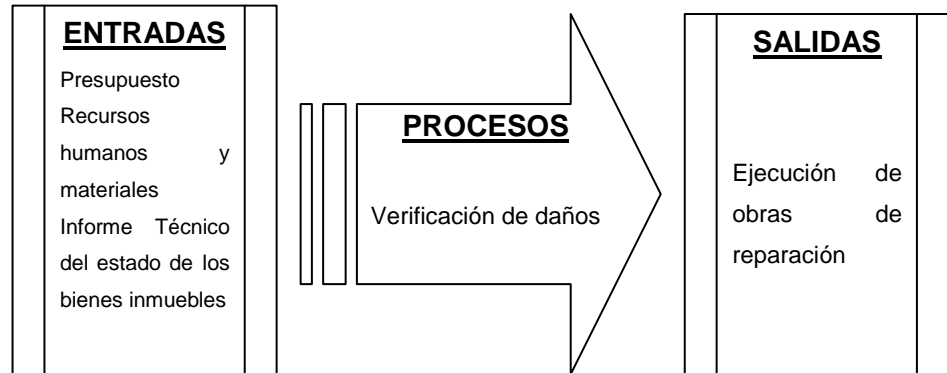 ENTRADAS
Presupuesto
Recursos
humanos y
materiales
Informe Técnico
del estado de los
bienes inmuebles
PROCESOS
Verificación de daños
SALIDAS
Ejecución de
obras de
reparación